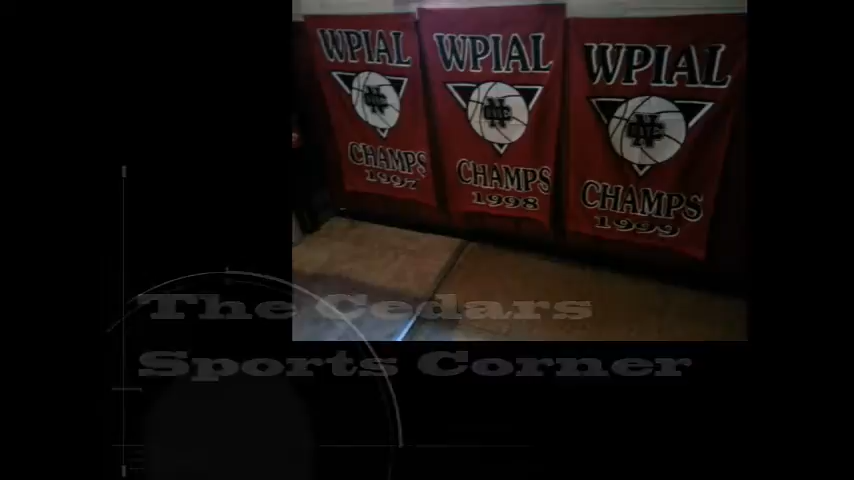 WPIAL
CHAMPS
1997
WPIAL
CHAMPS
1998
WPIAL
CHAMPS
1999
The Cedars
Sports Corner